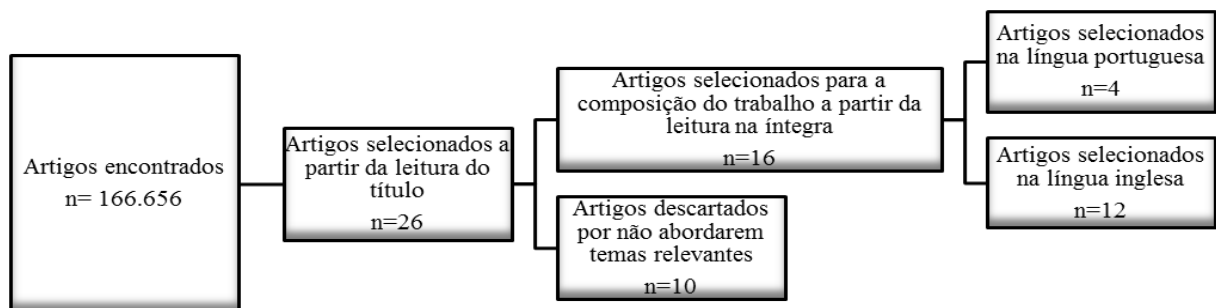 Artigos encontrados
n= 166.656
Artigos selecionados a
partir da leitura do
título
n=26
Artigos selecionados para a
composição do trabalho a partir da
leitura na íntegra
n=16
Artigos descartados
por não abordarem
temas relevantes
n=10
Artigos selecionados
na língua portuguesa
n=4
Artigos selecionados
na língua inglesa
n=12